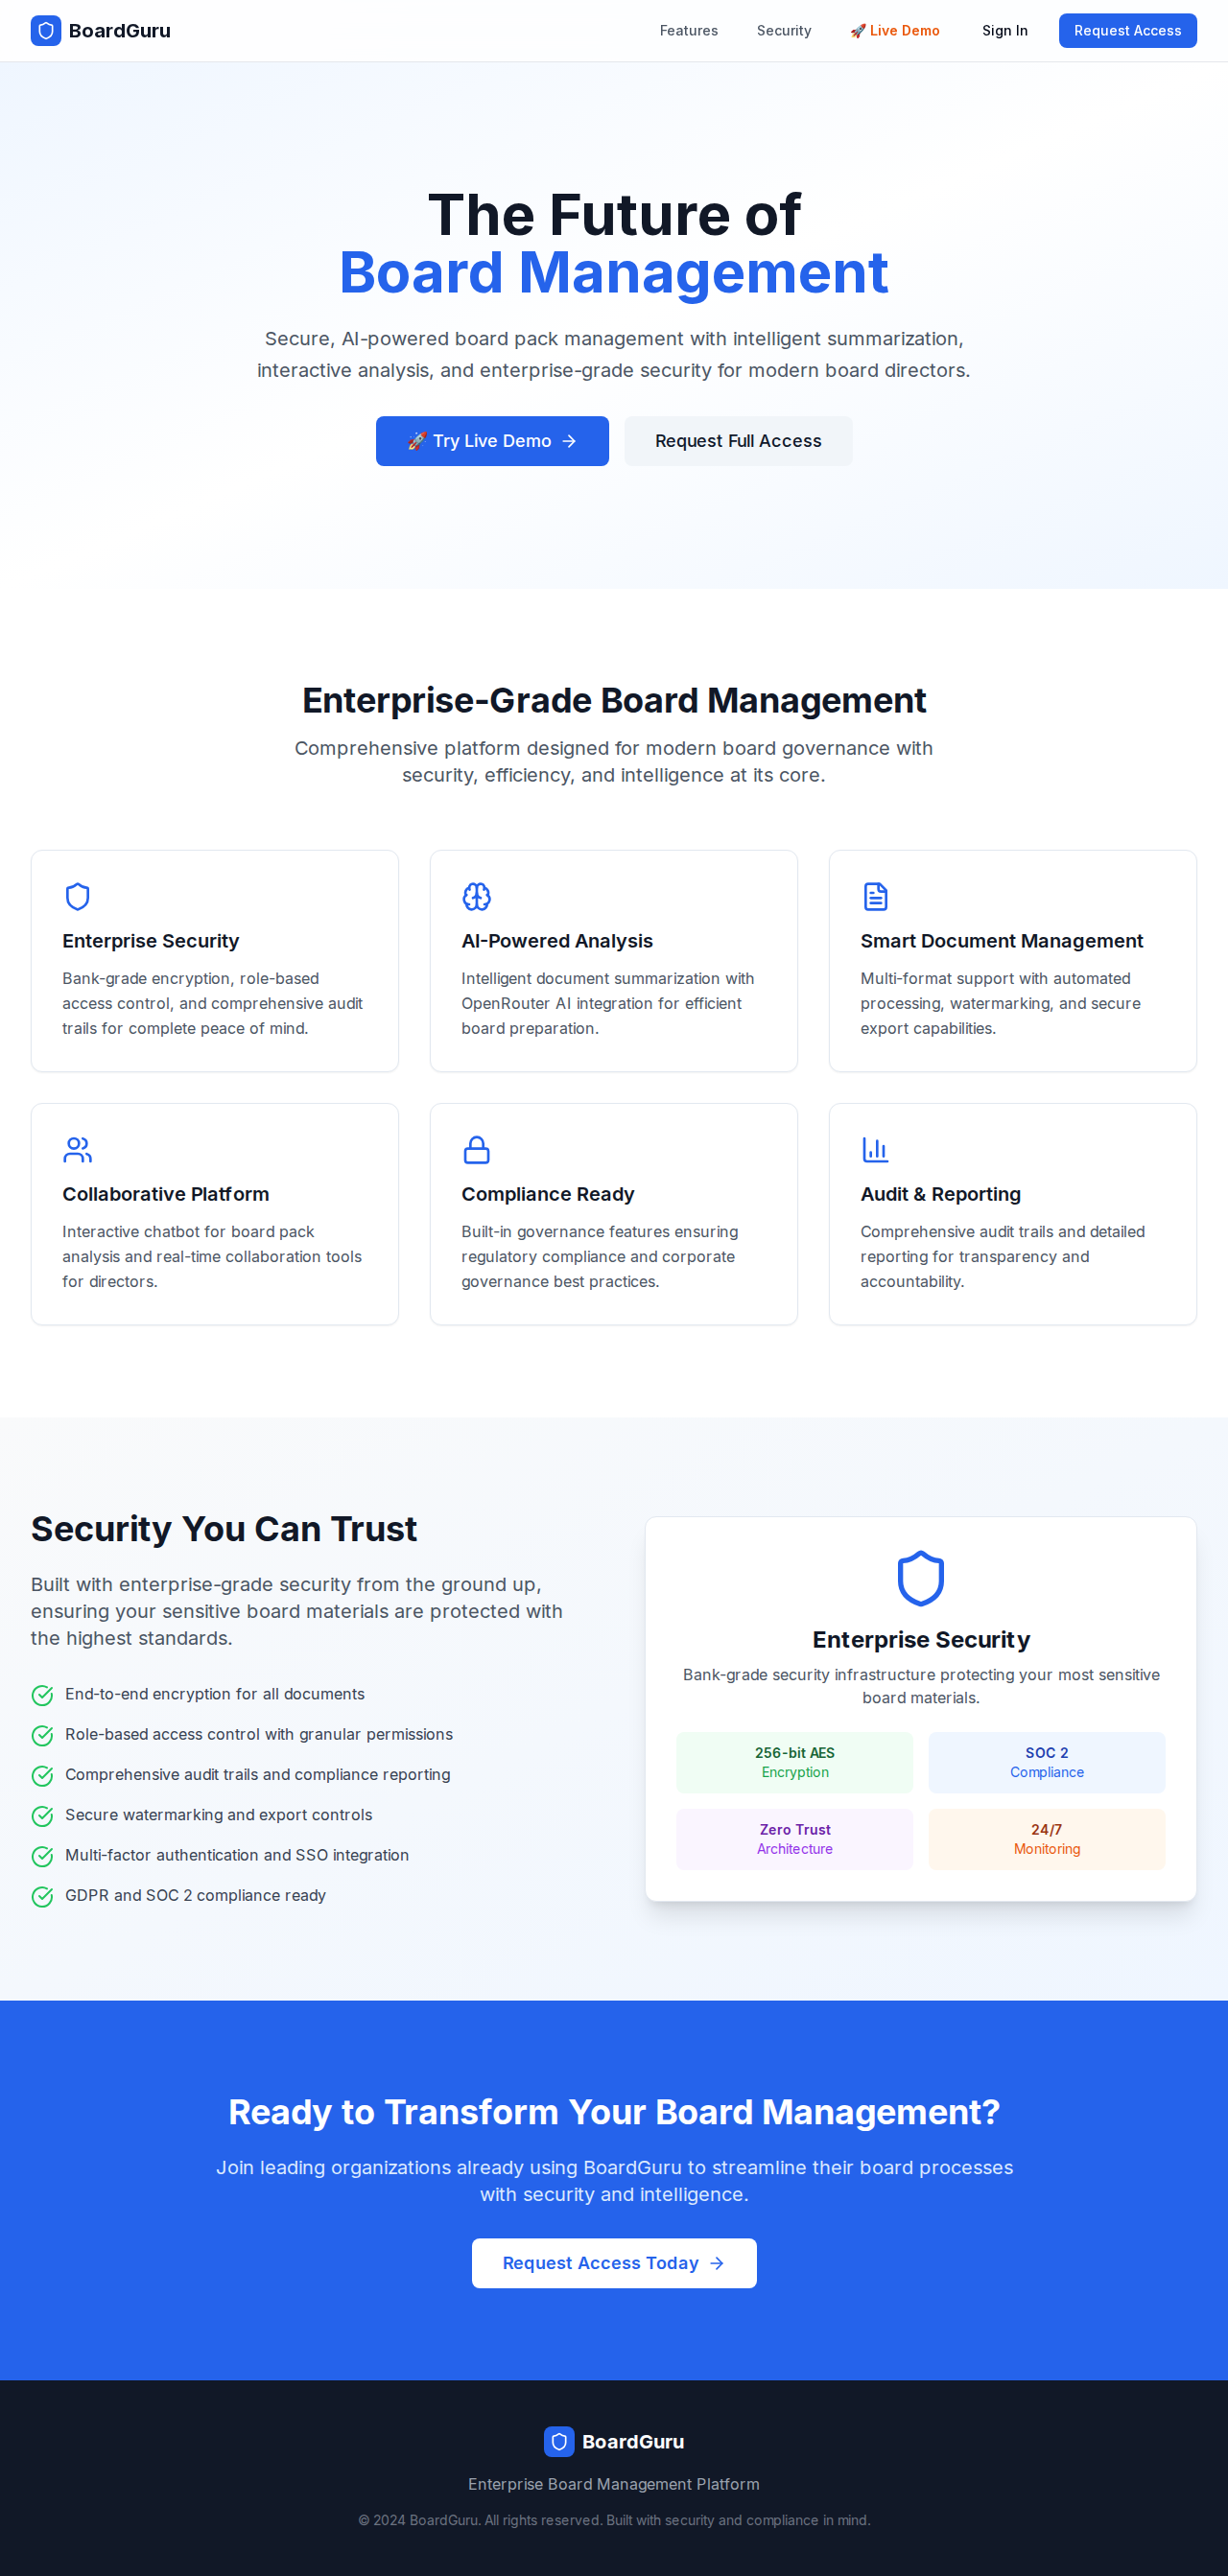 BoardGuru
Features
Security
🚀 Live Demo
Sign In
Request Access
The Future of
Board Management
Secure, AI-powered board pack management with intelligent summarization,
interactive analysis, and enterprise-grade security for modern board directors.
🚀 Try Live Demo →
Request Full Access
Enterprise-Grade Board Management
Comprehensive platform designed for modern board governance with
security, efficiency, and intelligence at its core.
Enterprise Security
Bank-grade encryption, role-based
access control, and comprehensive audit
trails for complete peace of mind.
AI-Powered Analysis
Intelligent document summarization with
OpenRouter AI integration for efficient
board preparation.
Smart Document Management
Multi-format support with automated
processing, watermarking, and secure
export capabilities.
Collaborative Platform
Interactive chatbot for board pack
analysis and real-time collaboration tools
for directors.
Compliance Ready
Built-in governance features ensuring
regulatory compliance and corporate
governance best practices.
Audit & Reporting
Comprehensive audit trails and detailed
reporting for transparency and
accountability.
Security You Can Trust
Built with enterprise-grade security from the ground up,
ensuring your sensitive board materials are protected with
the highest standards.
End-to-end encryption for all documents
Role-based access control with granular permissions
Comprehensive audit trails and compliance reporting
Secure watermarking and export controls
Multi-factor authentication and SSO integration
GDPR and SOC 2 compliance ready
Enterprise Security
Bank-grade security infrastructure protecting your most sensitive
board materials.
256-bit AES
Encryption
SOC 2
Compliance
Zero Trust
Architecture
24/7
Monitoring
Ready to Transform Your Board Management?
Join leading organizations already using BoardGuru to streamline their board processes
with security and intelligence.
Request Access Today →
BoardGuru
Enterprise Board Management Platform
© 2024 BoardGuru. All rights reserved. Built with security and compliance in mind.